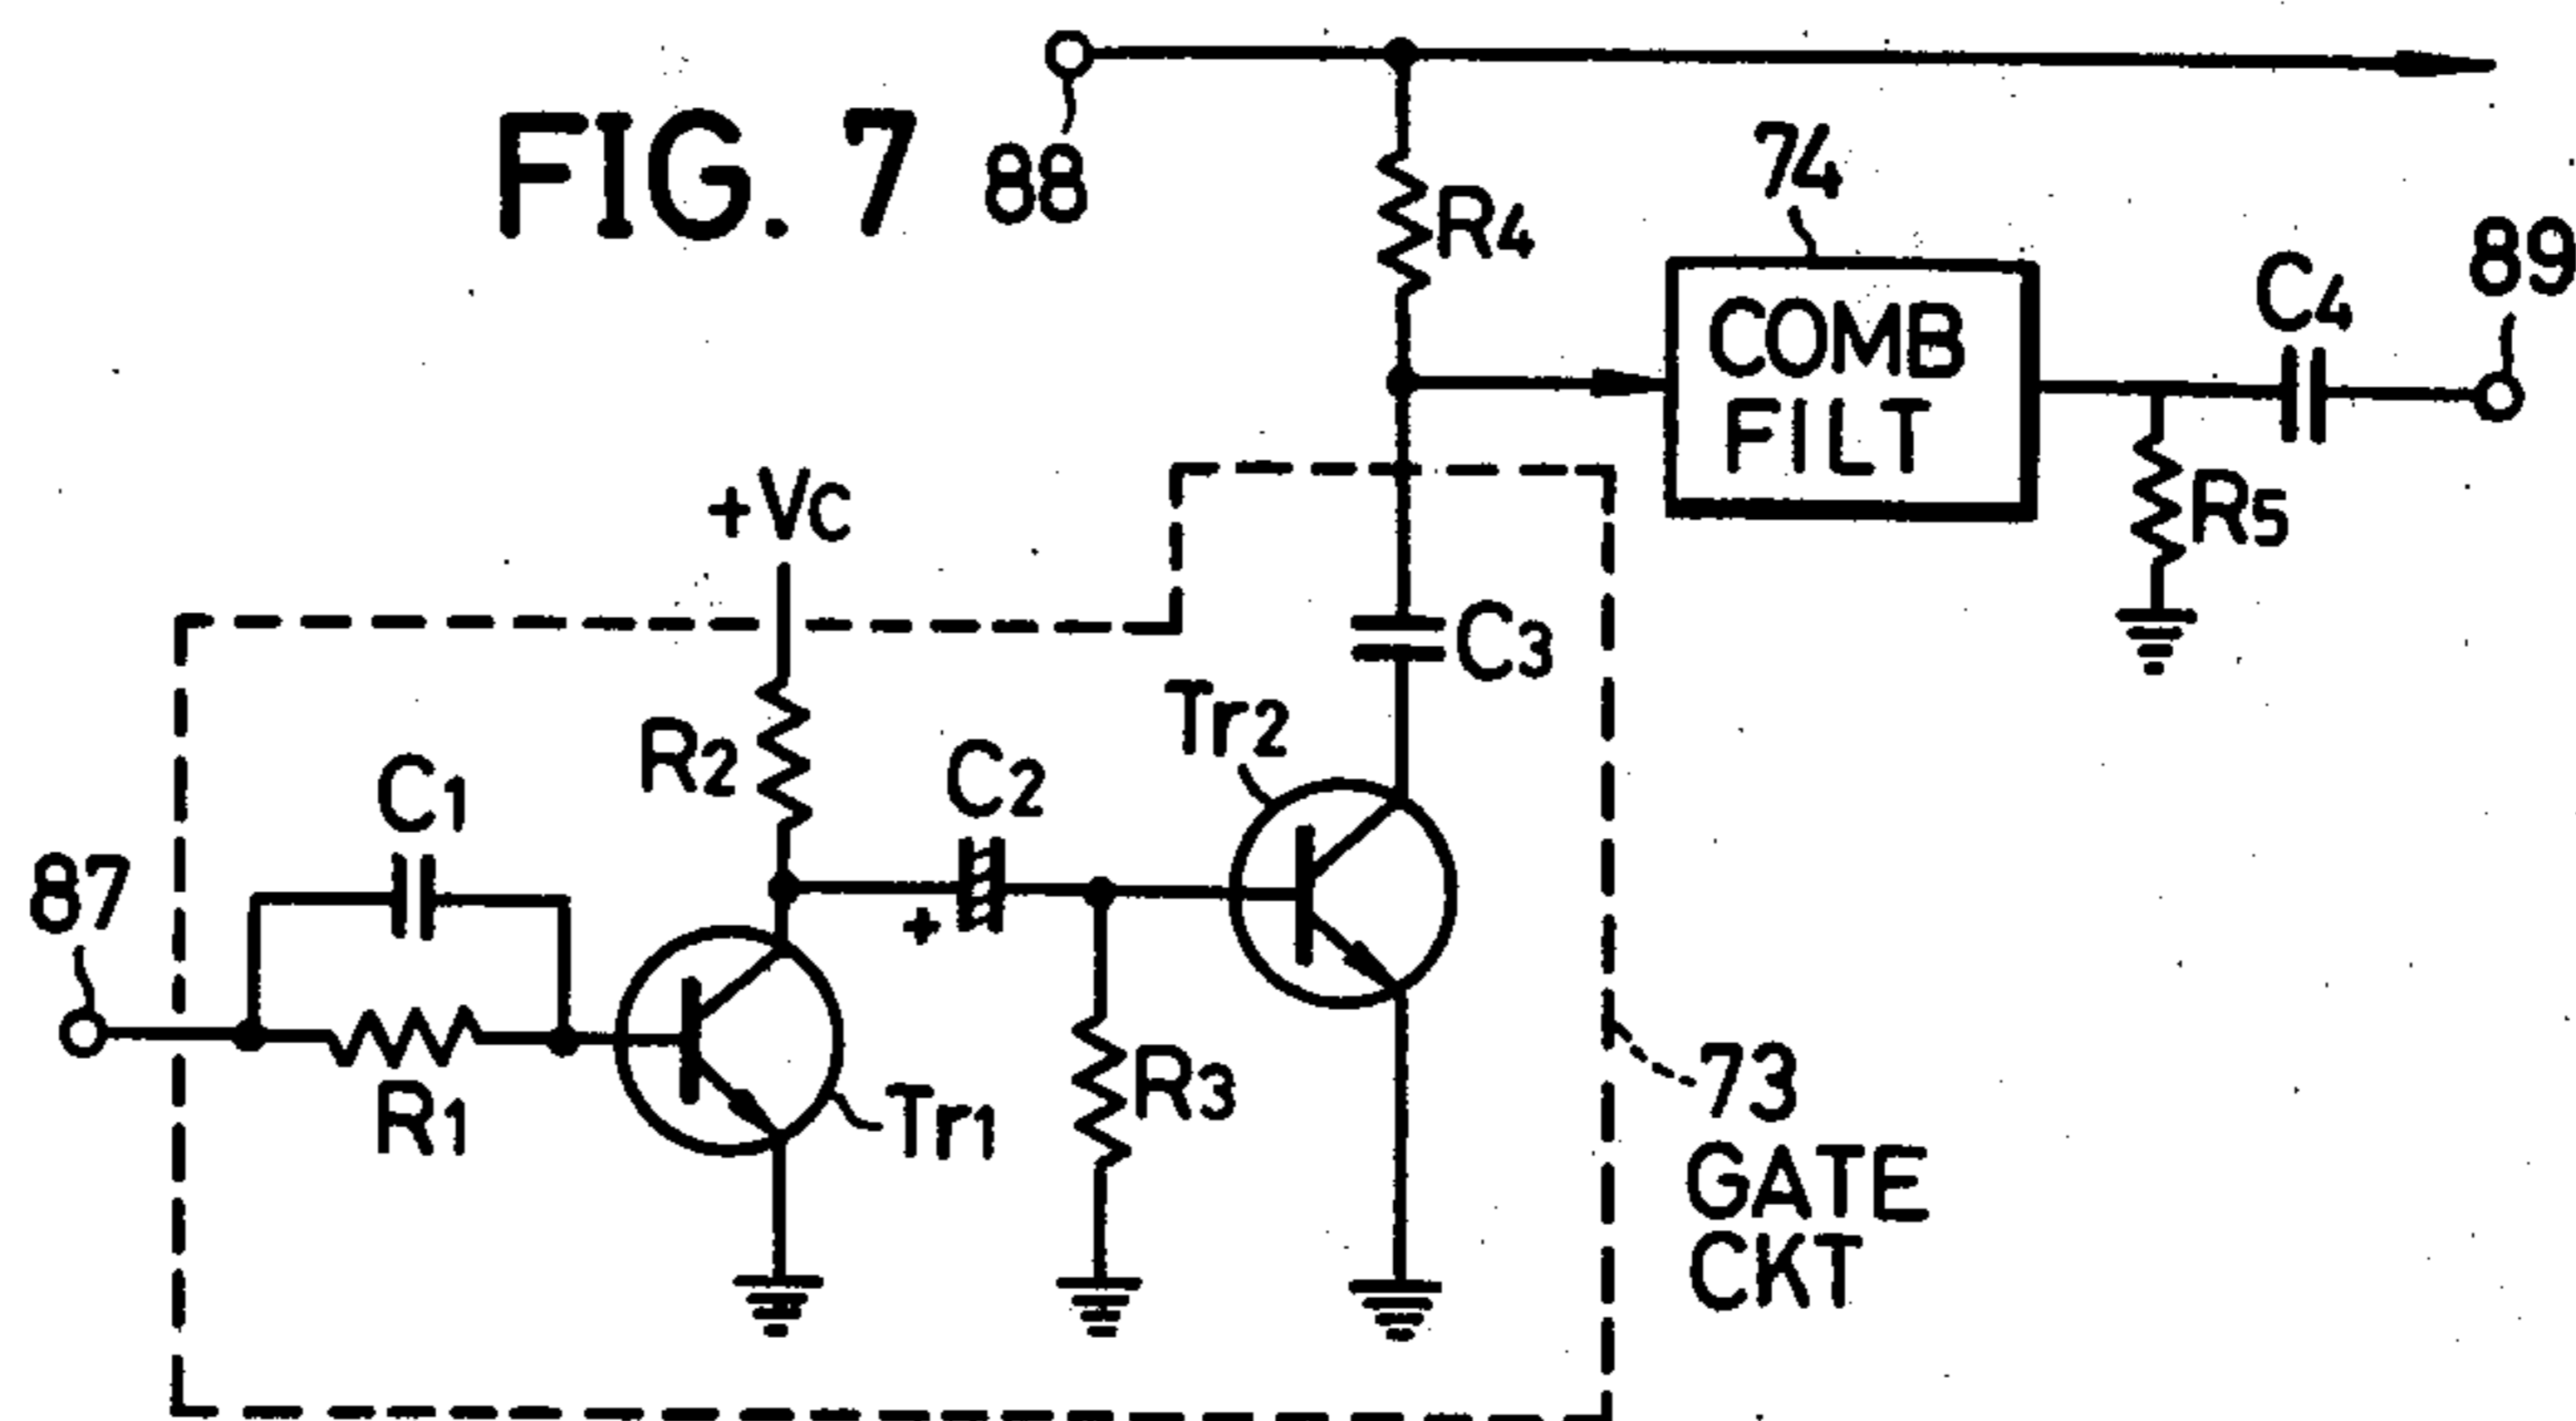 FIG. 7
88
R4
74
COMB
FILT
C4
89
R5
+VC
C3
R2
C2
Tr2
C1
87
+
R1
Tr1
R3
73
GATE
CKT